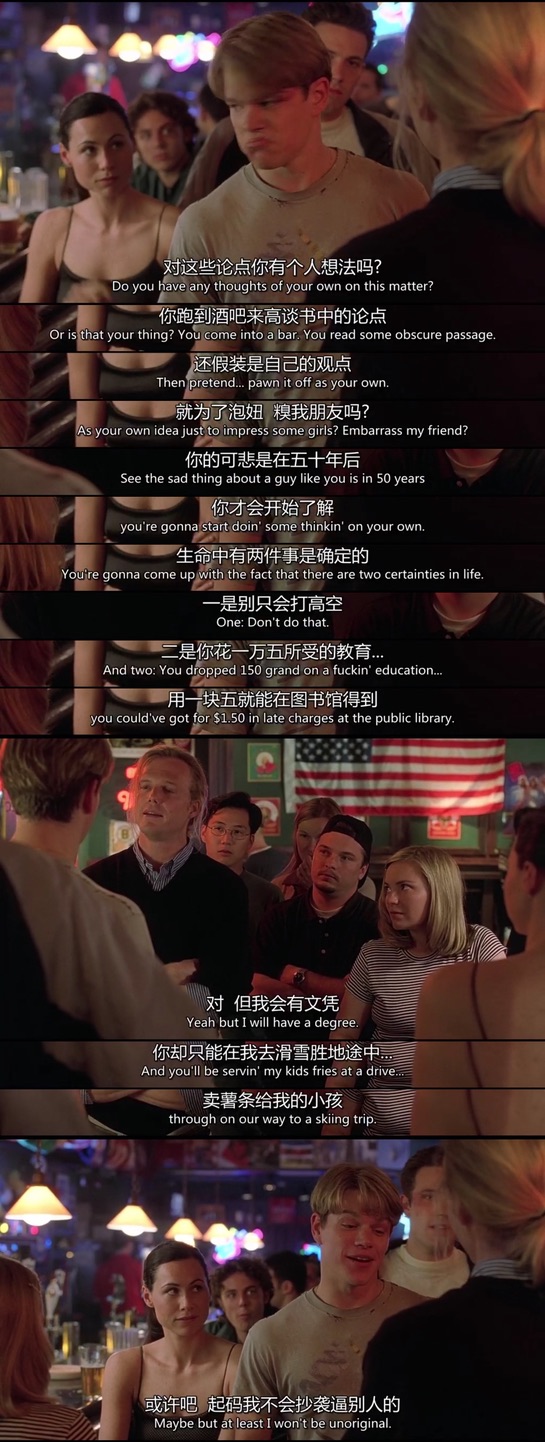 对这些论点你有个人想法吗?
Do you have any thoughts of your own on this matter?
你跑到酒吧来高谈书中的论点
Or is that your thing? You come into a bar. You read some obscure passage.
还假装是自己的观点
Then pretend... pawn it off as your own.
就为了泡妞 糗我朋友吗?
As your own idea just to impress some girls? Embarrass my friend?
你的可悲是在五十年后
See the sad thing about a guy like you is in 50 years
你才会开始了解
you're gonna start doin' some thinkin' on your own.
生命中有两件事是确定的
You're gonna come up with the fact that there are two certainties in life.
一是别只会打高空
One: Don't do that.
二是你花一万五所受的教育...
And two: You dropped 150 grand on a fuckin' education...
用一块五就能在图书馆得到
you could've got for $1.50 in late charges at the public library.
对 但我会有文凭
Yeah but I will have a degree.
你却只能在我去滑雪胜地途中...
And you'll be servin' my kids fries at a drive...
卖薯条给我的小孩
through on our way to a skiing trip.
或许吧 起码我不会抄袭逼别人的
Maybe but at least I won't be unoriginal.